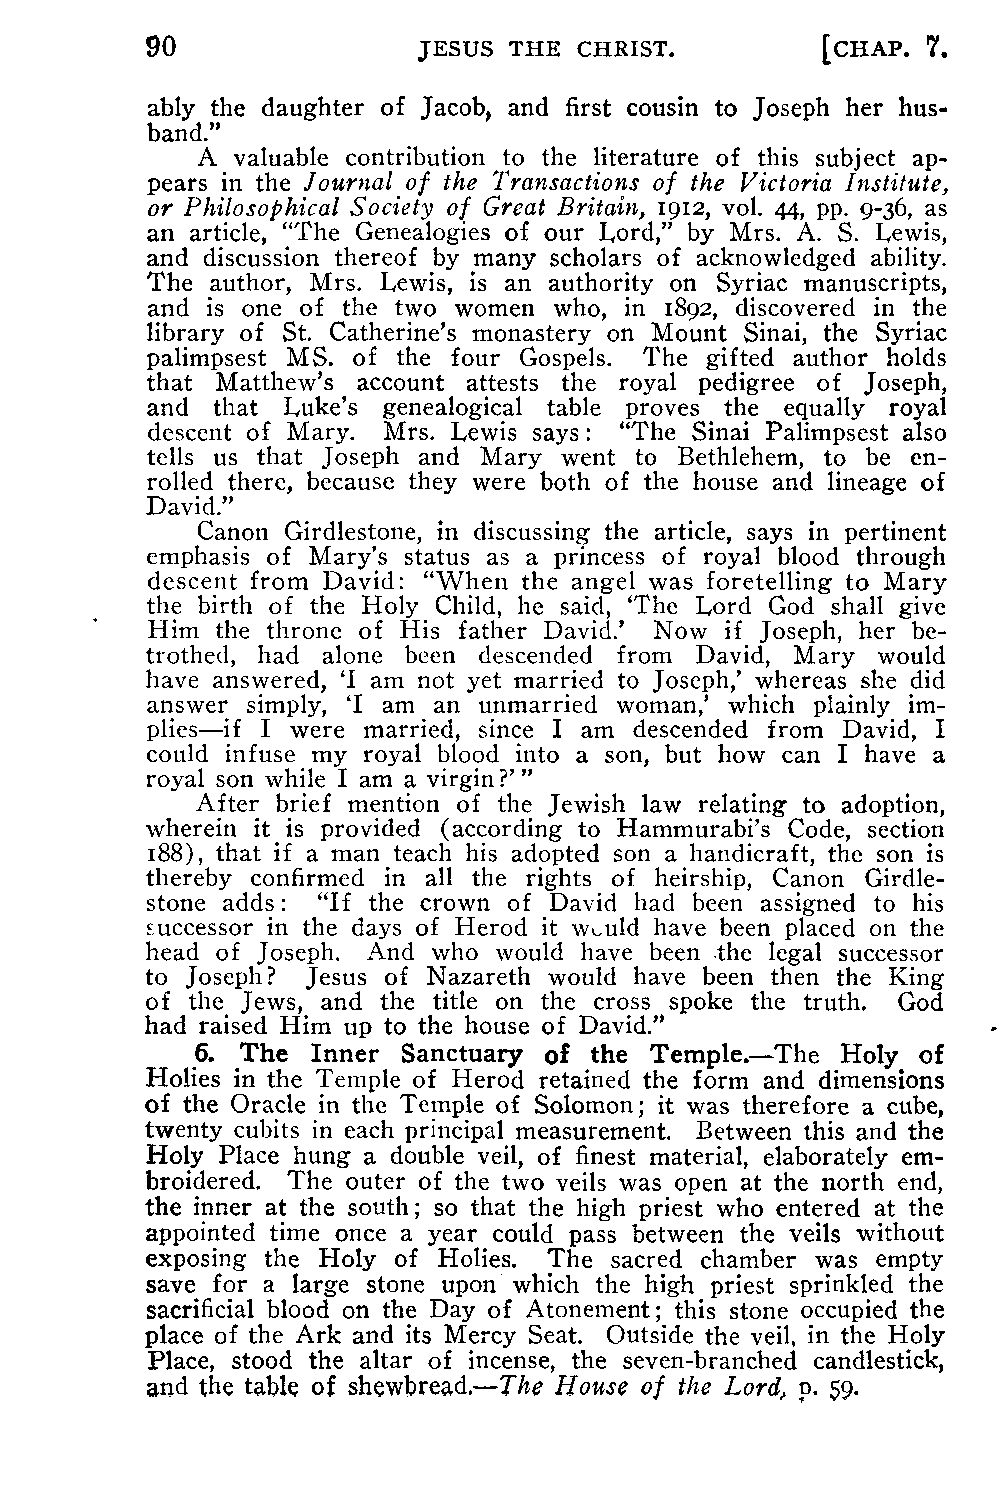 90 JESUS THE CHRIST. [CHAP. 7.
ably the daughter of Jacob, and first cousin to Joseph her hus-
band.”
A valuable contribution to the literature of this subject ap-
pears in the Journal of the Transactions of the Victoria Institute,
or Philosophical Society of Great Britain, 1912, vol. 44, pp. 9-36, as
an article, “The Genealogies of our Lord,” by Mrs. A. S. Lewis,
and discussion thereof by many scholars of acknowledged ability.
The author, Mrs. Lewis, is an authority on Syriac manuscripts,
and is one of the two women who, in 1892, discovered in the
library of St. Catherine’s monastery on Mount Sinai, the Syriac
palimpsest MS. of the four Gospels. The gifted author holds
that Matthew’s account attests the royal pedigree of Joseph,
and that Luke’s genealogical table proves the equally royal
descent of Mary. Mrs. Lewis says: “The Sinai Palimpsest also
tells us that Joseph and Mary went to Bethlehem, to be en-
rolled there, because they were both of the house and lineage of
David.”
Canon Girdlestone, in discussing the article, says in pertinent
emphasis of Mary’s status as a princess of royal blood through
descent from David: “When the angel was foretelling to Mary
the birth of the Holy Child, he said, ‘The Lord God shall give
Him the throne of His father David.’ Now if Joseph, her be-
trothed, had alone been descended from David, Mary would
have answered, ‘I am not yet married to Joseph,’ whereas she did
answer simply, ‘I am an unmarried woman,’ which plainly im-
plies—if I were married, since I am descended from David, I
could infuse my royal blood into a son, but how can I have a
royal son while I am a virgin?’”
After brief mention of the Jewish law relating to adoption,
wherein it is provided (according to Hammurabi’s Code, section
188), that if a man teach his adopted son a handicraft, the son is
thereby confirmed in all the rights of heirship, Canon Girdle-
stone adds: “If the crown of David had been assigned to his
successor in the days of Herod it would have been placed on the
head of Joseph. And who would have been the legal successor
to Joseph? Jesus of Nazareth would have been then the King
of the Jews, and the title on the cross spoke the truth. God
had raised Him up to the house of David.”
6. The Inner Sanctuary of the Temple.—The Holy of
Holies in the Temple of Herod retained the form and dimensions
of the Oracle in the Temple of Solomon; it was therefore a cube,
twenty cubits in each principal measurement. Between this and the
Holy Place hung a double veil, of finest material, elaborately em-
broidered. The outer of the two veils was open at the north end,
the inner at the south; so that the high priest who entered at the
appointed time once a year could pass between the veils without
exposing the Holy of Holies. The sacred chamber was empty
save for a large stone upon which the high priest sprinkled the
sacrificial blood on the Day of Atonement; this stone occupied the
place of the Ark and its Mercy Seat. Outside the veil, in the Holy
Place, stood the altar of incense, the seven-branched candlestick,
and the table of shewbread.—The House of the Lord, p. 59.